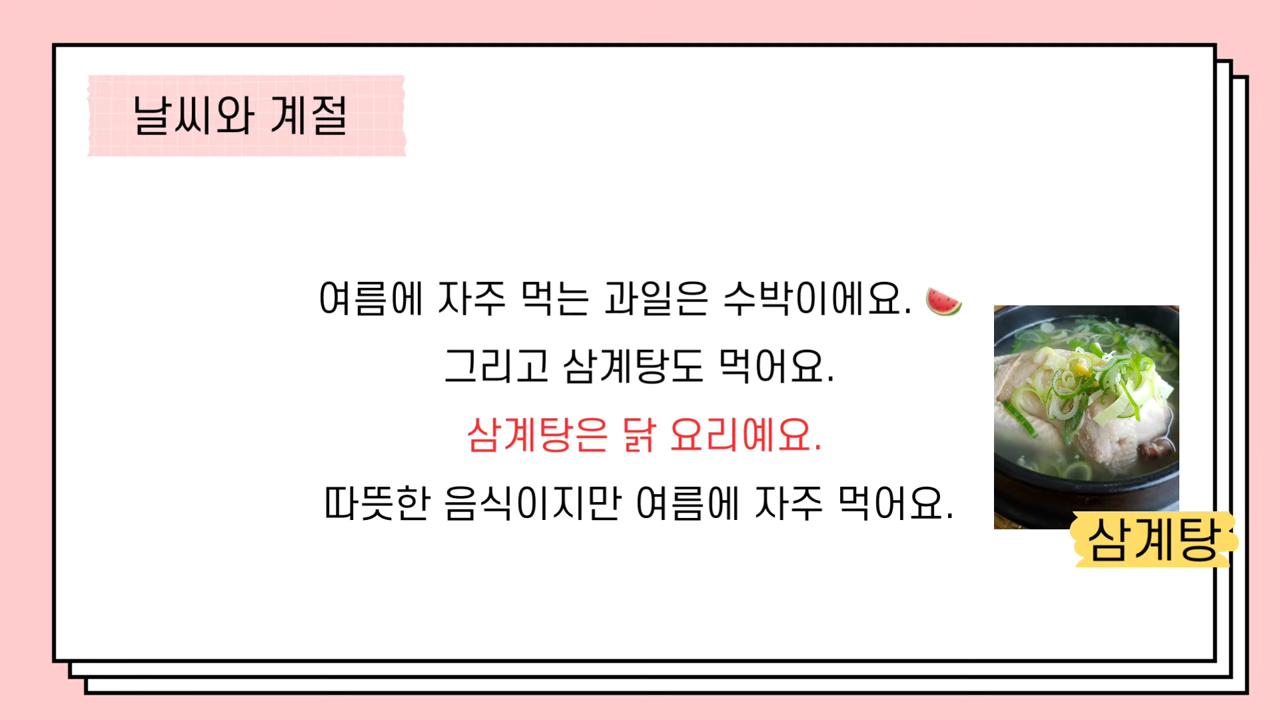 날씨와 계절
여름에 자주 먹는 과일은 수박이에요. 🍉
그리고 삼계탕도 먹어요.
삼계탕은 닭 요리예요.
따뜻한 음식이지만 여름에 자주 먹어요.
삼계탕